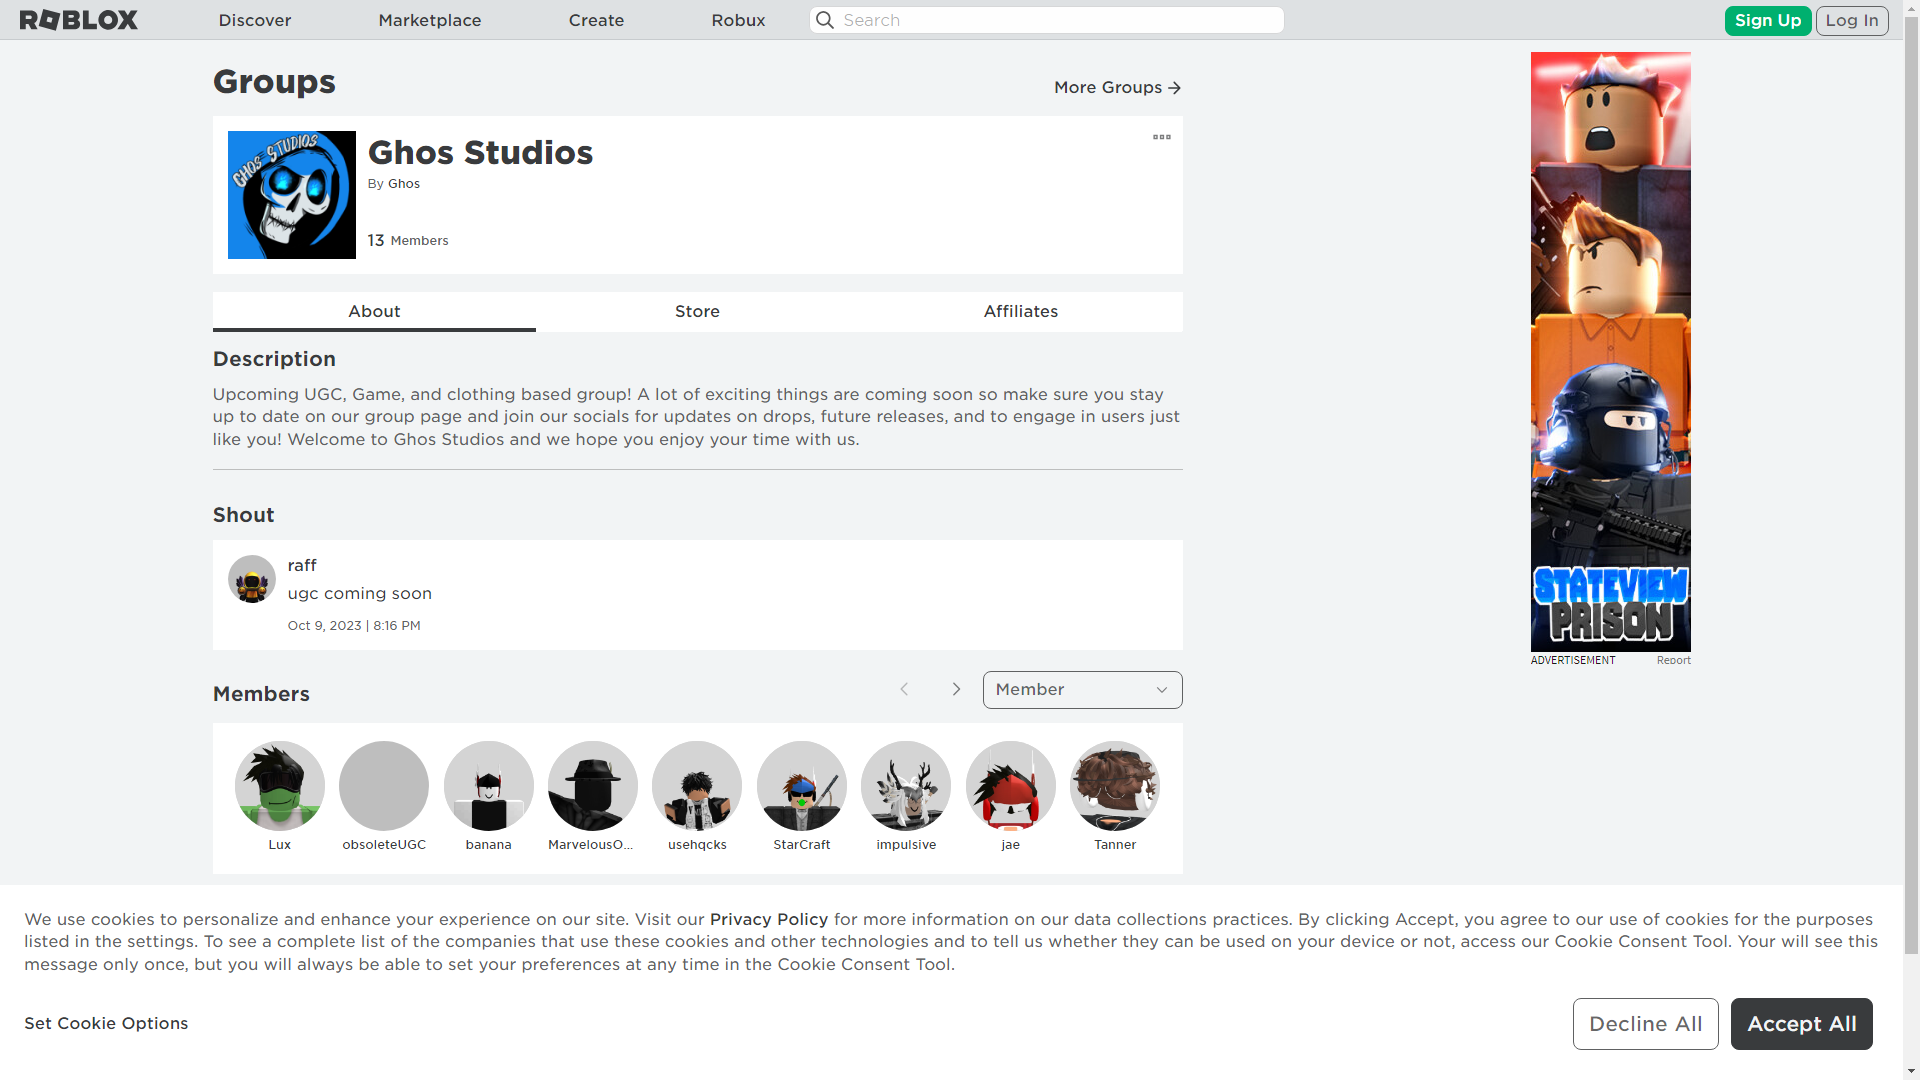 ROBLOX
Discover
Marketplace
Create
Robux
Search
Sign Up
Log In
Groups
More Groups
GHOS STUDIOS
Ghos Studios
By Ghos
13 Members
About
Store
Affiliates
Description
Upcoming UGC, Game, and clothing based group! A lot of exciting things are coming soon so make sure you stay
up to date on our group page and join our socials for updates on drops, future releases, and to engage in users just
like you! Welcome to Ghos Studios and we hope you enjoy your time with us.
Shout
raff
ugc coming soon
Oct 9, 2023 | 8:16 PM
STATEVIEW
PRISON
ADVERTISEMENT
Report
Members
Member
Lux
obsoleteUGC
banana
MarvelousO...
usehqcks
StarCraft
impulsive
jae
Tanner
We use cookies to personalize and enhance your experience on our site. Visit our Privacy Policy for more information on our data collections practices. By clicking Accept, you agree to our use of cookies for the purposes
listed in the settings. To see a complete list of the companies that use these cookies and other technologies and to tell us whether they can be used on your device or not, access our Cookie Consent Tool. Your will see this
message only once, but you will always be able to set your preferences at any time in the Cookie Consent Tool.
Set Cookie Options
Decline All
Accept All